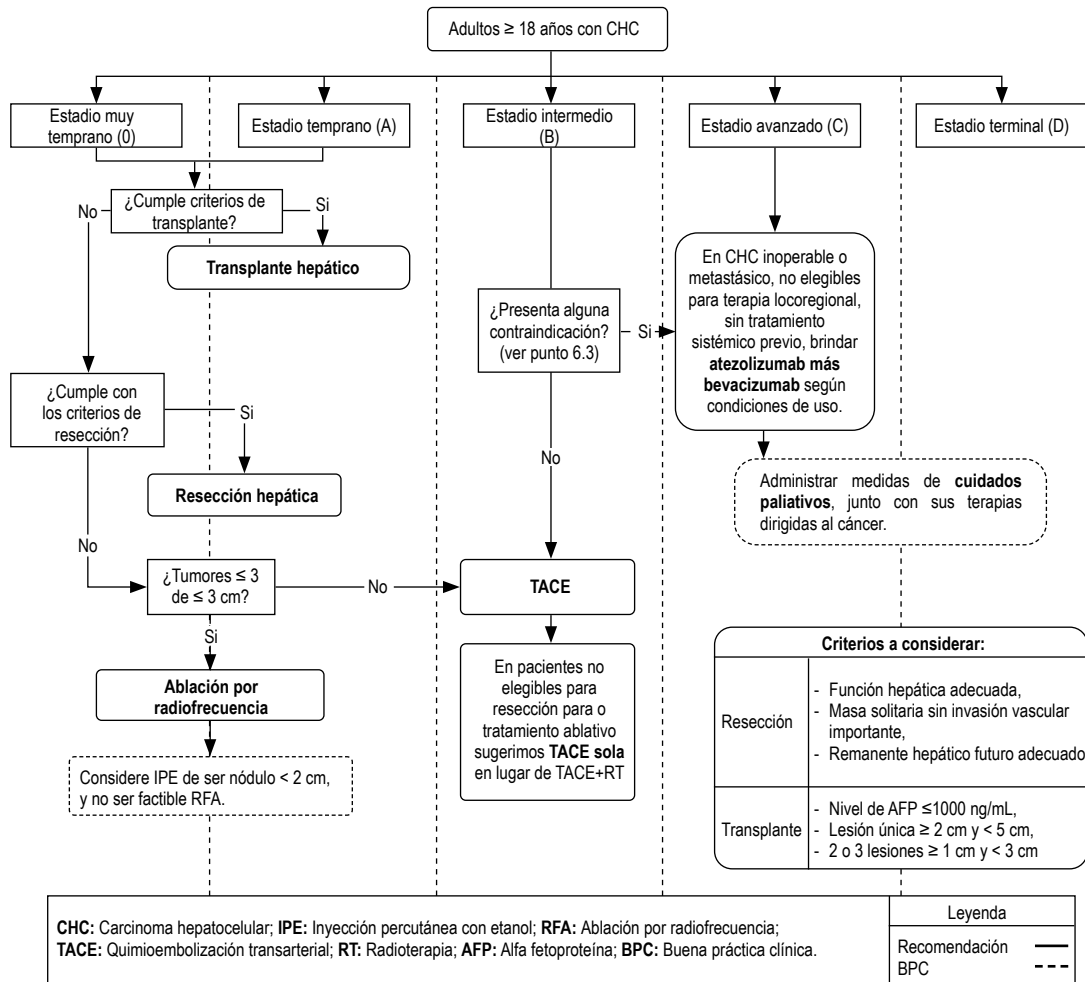 Adultos ≥ 18 años con CHC
Estadio muy
temprano (0)
Estadio temprano (A)
Estadio intermedio
(B)
Estadio avanzado (C)
Estadio terminal (D)
¿Cumple criterios de
transplante?
No
Si
Transplante hepático
En CHC inoperable o
metastásico, no elegibles
para terapia locoregional,
sin tratamiento
sistémico previo, brindar
atezolizumab más
bevacizumab según
condiciones de uso.
¿Presenta alguna
contraindicación?
(ver punto 6.3)
Si
No
¿Cumple con
los criterios de
resección?
Si
Resección hepática
Administrar medidas de cuidados
paliativos, junto con sus terapias
dirigidas al cáncer.
No
¿Tumores ≤ 3
de ≤ 3 cm?
No
TACE
Si
Ablación por
radiofrecuencia
En pacientes no
elegibles para
resección para o
tratamiento ablativo
sugerimos TACE sola
en lugar de TACE+RT
Considere IPE de ser nódulo < 2 cm,
y no ser factible RFA.
Criterios a considerar:
Resección
- Función hepática adecuada,
- Masa solitaria sin invasión vascular
importante,
- Remanente hepático futuro adecuado
Transplante
- Nivel de AFP ≤1000 ng/mL,
- Lesión única ≥ 2 cm y < 5 cm,
- 2 o 3 lesiones ≥ 1 cm y < 3 cm
CHC: Carcinoma hepatocelular; IPE: Inyección percutánea con etanol; RFA: Ablación por radiofrecuencia;
TACE: Quimioembolización transarterial; RT: Radioterapia; AFP: Alfa fetoproteína; BPC: Buena práctica clínica.
Leyenda
Recomendación
BPC